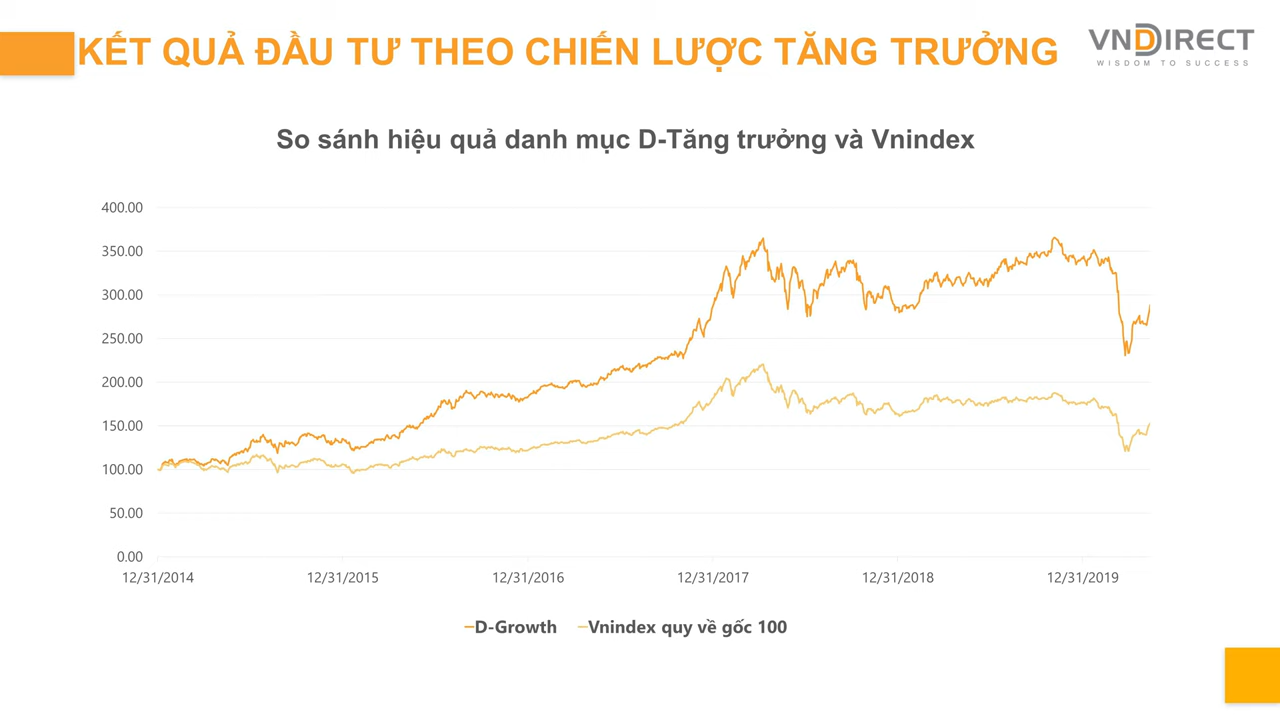 KẾT QUẢ ĐẦU TƯ THEO CHIẾN LƯỢC TĂNG TRƯỞNG
VNDIRECT
WISDOM TO SUCCESS
So sánh hiệu quả danh mục D-Tăng trưởng và Vnindex
400.00
350.00
300.00
250.00
200.00
150.00
100.00
50.00
0.00
12/31/2014 12/31/2015 12/31/2016 12/31/2017 12/31/2018 12/31/2019
D-Growth Vnindex quy về gốc 100